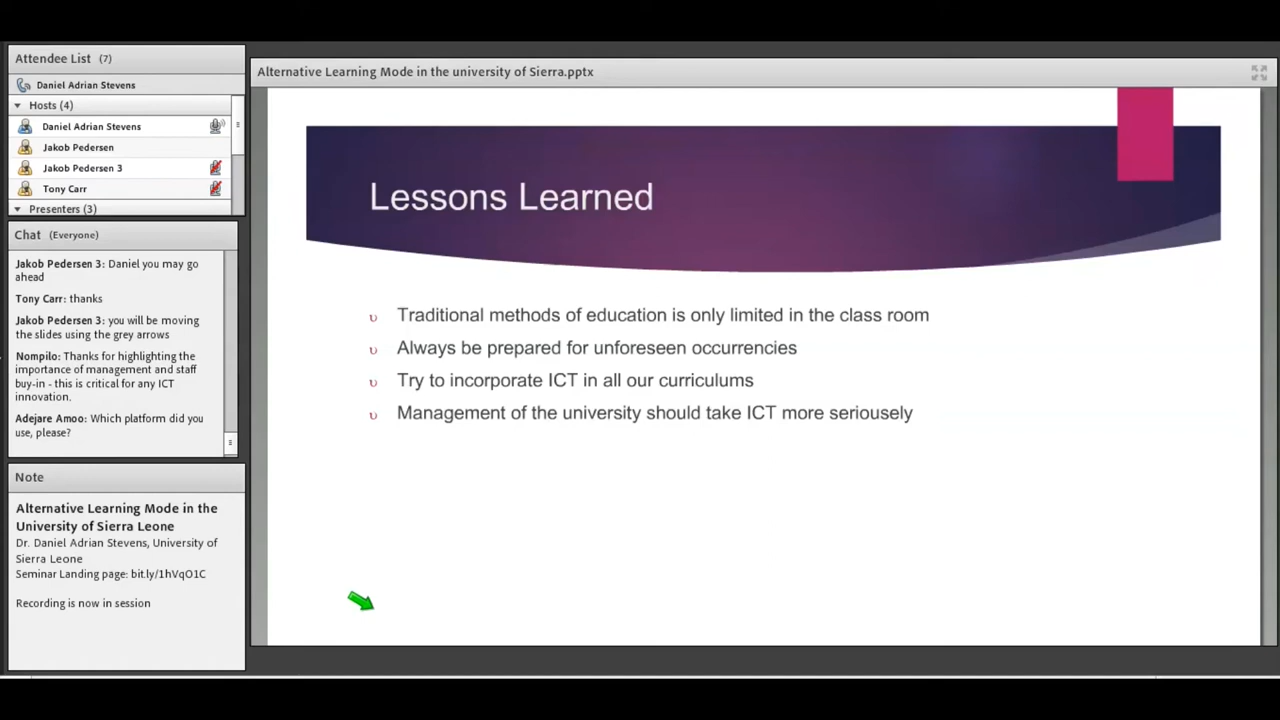 Attendee List (7)
Daniel Adrian Stevens
Hosts (4)
Daniel Adrian Stevens
Jakob Pedersen
Jakob Pedersen 3
Tony Carr
Presenters (3)
Chat (Everyone)
Jakob Pedersen 3: Daniel you may go
ahead
Tony Carr: thanks
Jakob Pedersen 3: you will be moving
the slides using the grey arrows
Nompilo: Thanks for highlighting the
importance of management and staff
buy-in - this is critical for any ICT
innovation.
Adejare Amoo: Which platform did you
use, please?
Note
Alternative Learning Mode in the
University of Sierra Leone
Dr. Daniel Adrian Stevens, University of
Sierra Leone
Seminar Landing page: bit.ly/1hVqO1C
Recording is now in session
Alternative Learning Mode in the university of Sierra.pptx
Lessons Learned
υ Traditional methods of education is only limited in the class room
υ Always be prepared for unforeseen occurrencies
υ Try to incorporate ICT in all our curriculums
υ Management of the university should take ICT more seriousely